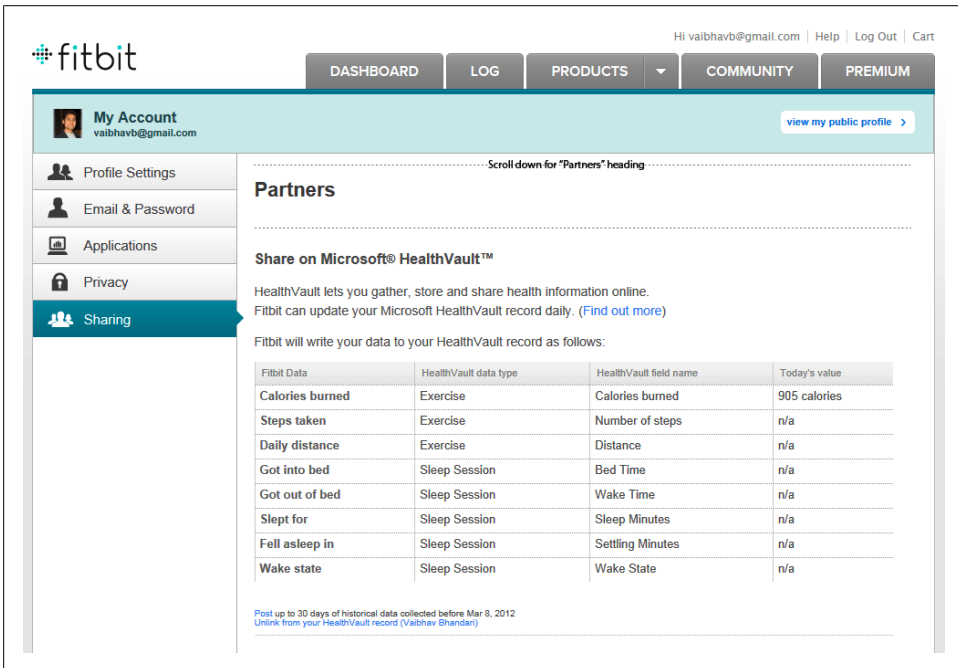 Hi vaibhavb@gmail.com | Help | Log Out | Cart
fitbit
DASHBOARD LOG PRODUCTS COMMUNITY PREMIUM
My Account
vaibhavb@gmail.com
view my public profile >
Profile Settings
Email & Password
Applications
Privacy
Sharing
Scroll down for "Partners" heading
Partners
Share on Microsoft® HealthVault™
HealthVault lets you gather, store and share health information online.
Fitbit can update your Microsoft HealthVault record daily. (Find out more)
Fitbit will write your data to your HealthVault record as follows:
Fitbit Data HealthVault data type HealthVault field name Today's value
Calories burned Exercise Calories burned 905 calories
Steps taken Exercise Number of steps n/a
Daily distance Exercise Distance n/a
Got into bed Sleep Session Bed Time n/a
Got out of bed Sleep Session Wake Time n/a
Slept for Sleep Session Sleep Minutes n/a
Fell asleep in Sleep Session Settling Minutes n/a
Wake state Sleep Session Wake State n/a
Post up to 30 days of historical data collected before Mar 8, 2012
Unlink from your HealthVault record (Vaibhav Bhandari)